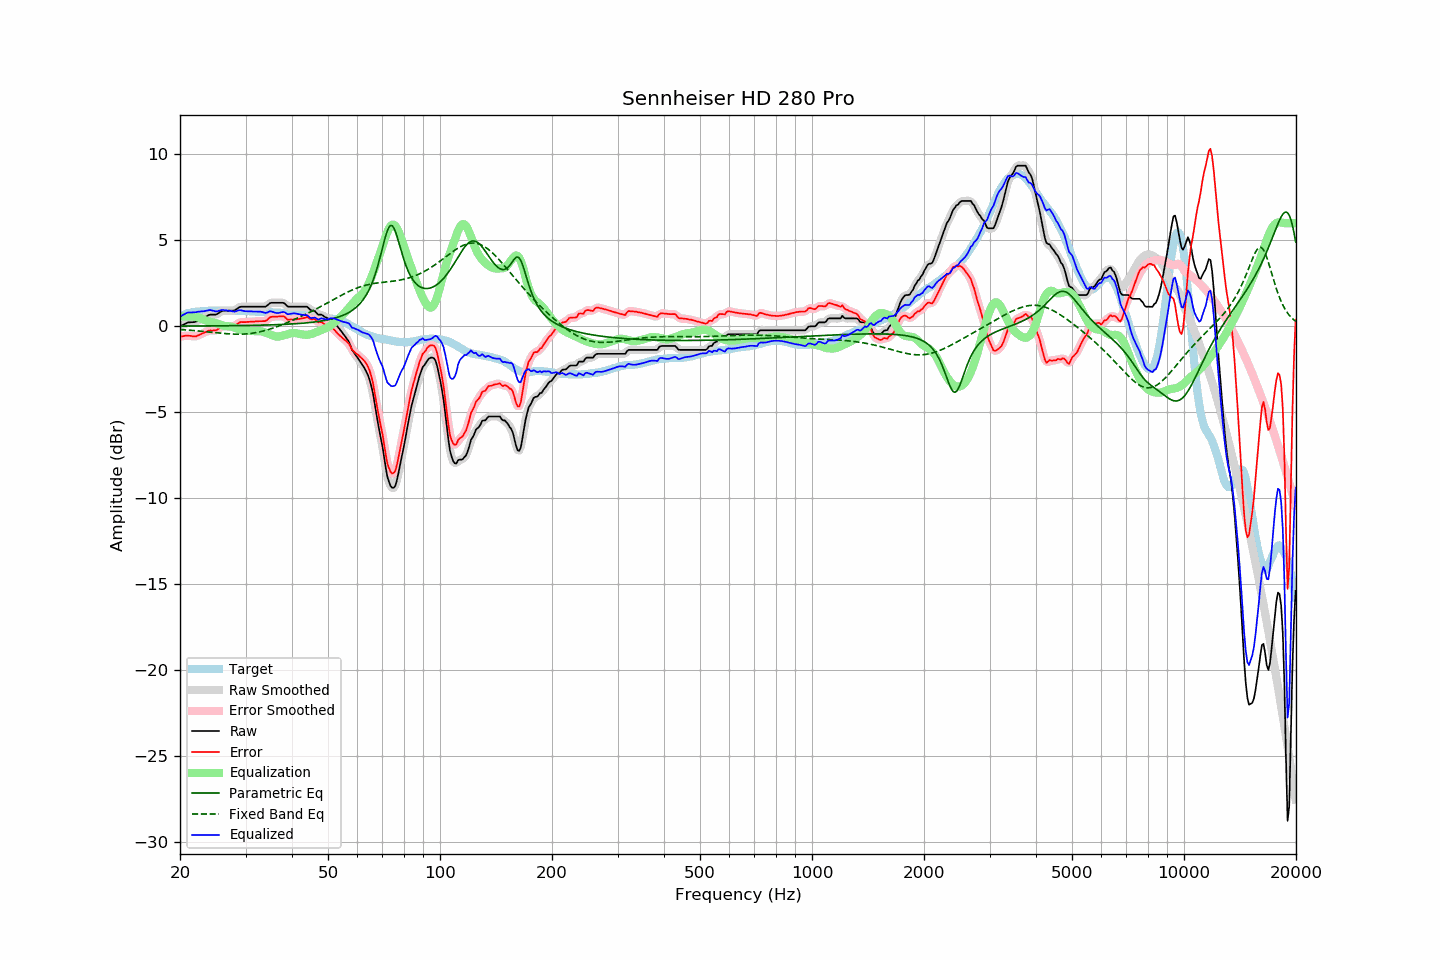 Sennheiser HD 280 Pro
10
5
0
−5
−10
−15
−20
−25
−30
Amplitude (dBr)
Target
Raw Smoothed
Error Smoothed
Raw
Error
Equalization
Parametric Eq
Fixed Band Eq
Equalized
20 50 100 200 500 1000 2000 5000 10000 20000
Frequency (Hz)